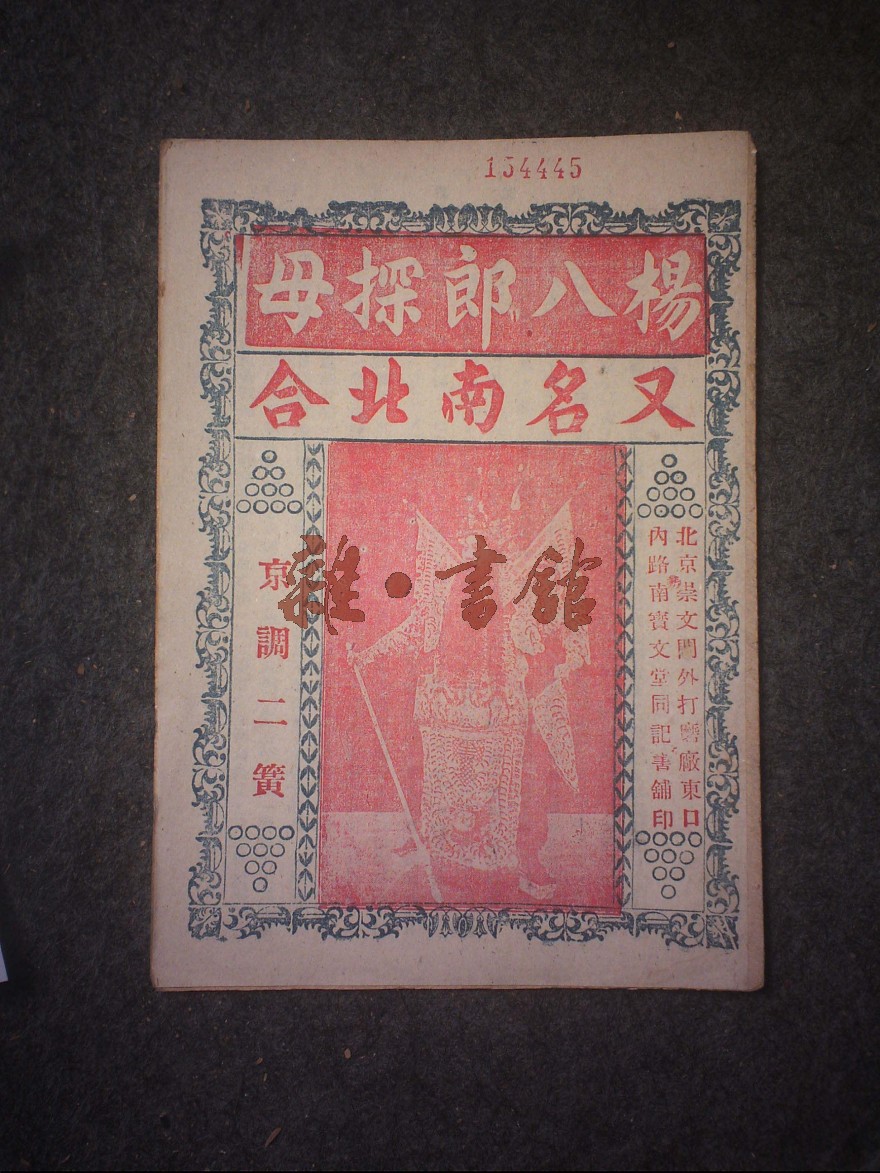 154445
楊八郎探母
又名南北合
北京崇文門外打磨廠東口
內路南寳文堂同記書舖印
京調二簧
雜·書館